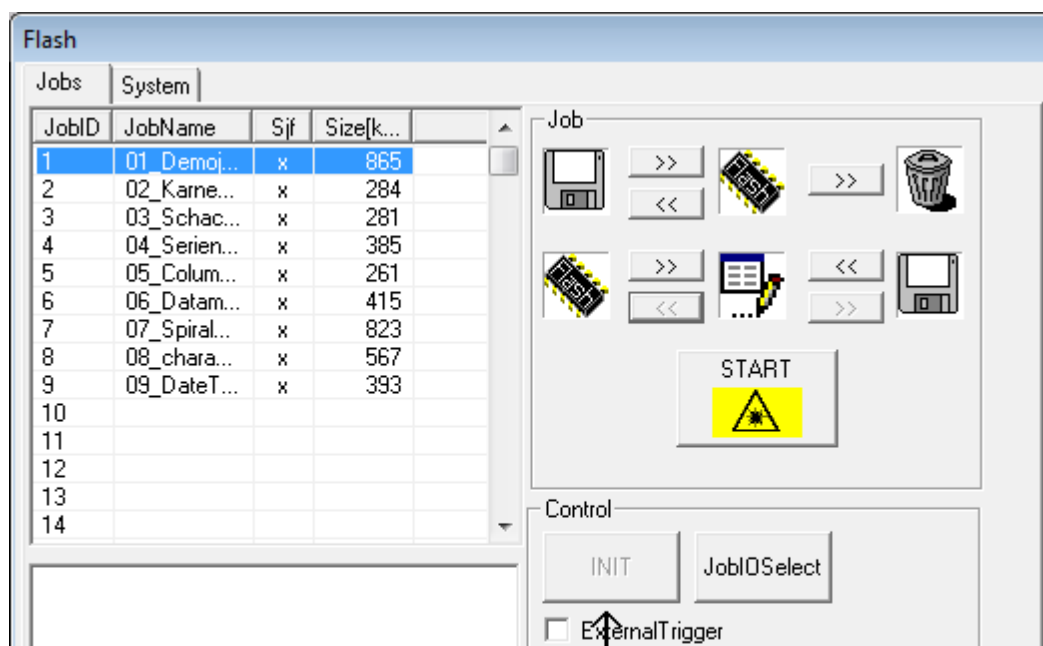 Flash
Jobs System
JobID JobName Sjf Size[k...
1 01_Demoj... x 865
2 02_Karne... x 284
3 03_Schac... x 281
4 04_Serien... x 385
5 05_Colum... x 261
6 06_Datam... x 415
7 07_Spiral... x 823
8 08_chara... x 567
9 09_DateT... x 393
10
11
12
13
14
Job
>> Flash >>
<<
Flash >> ... <<
<< >>
START
Control
INIT JobIOSelect
ExternalTrigger